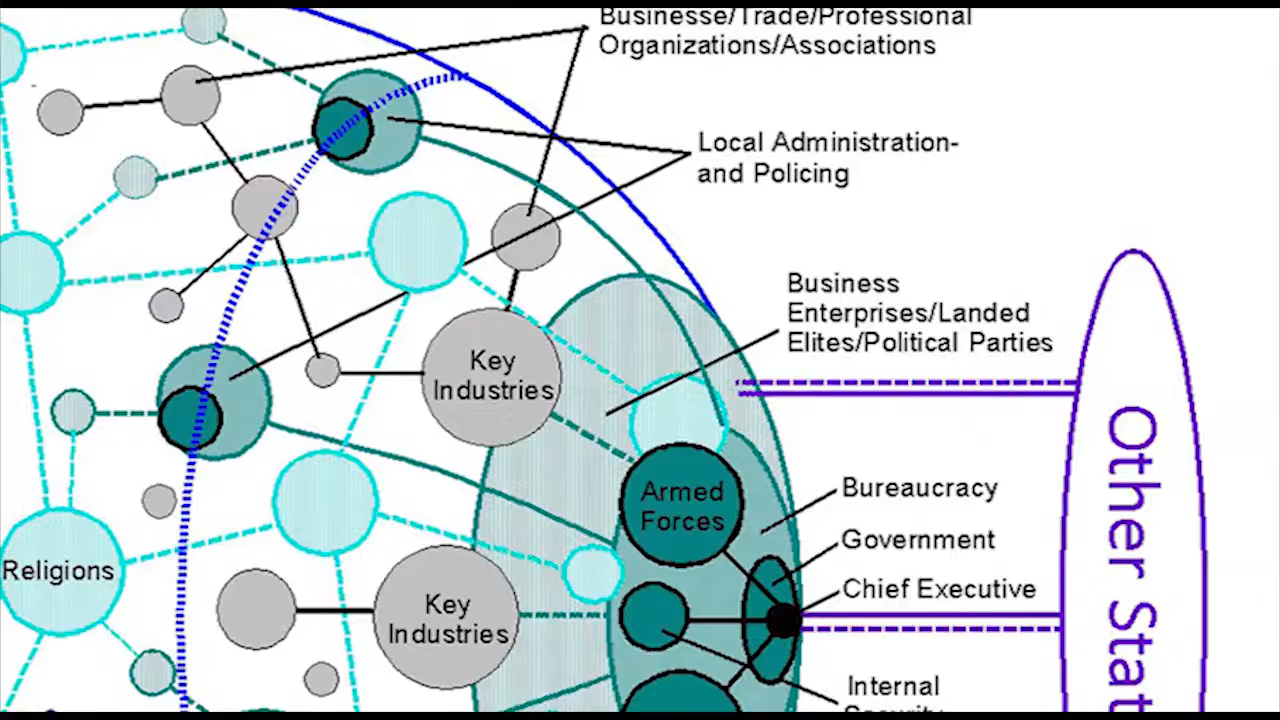 Businesse/Trade/Professional
Organizations/Associations
Local Administration-
and Policing
Business
Enterprises/Landed
Elites/Political Parties
Key
Industries
Armed
Forces
Bureaucracy
Government
Chief Executive
Religions
Key
Industries
Internal
Security
Other Stat